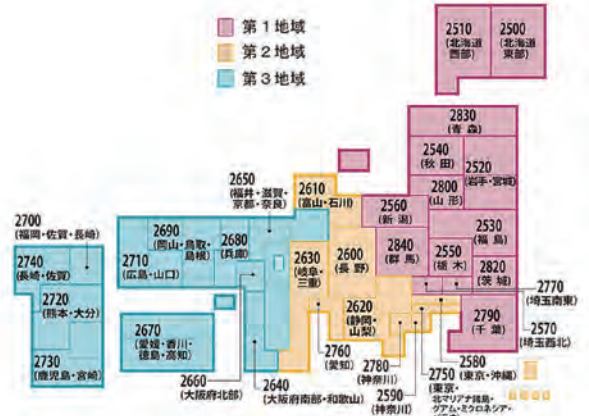 第1地域
第2地域
第3地域
2510
(北海道
西部)
2500
(北海道
東部)
2830
(青 森)
2540
(秋 田)
2520
(岩手・宮城)
2800
(山 形)
2650
(福井・滋賀・
京都・奈良)
2610
(富山・石川)
2560
(新 潟)
2530
(福 島)
2700
(福岡・佐賀・長崎)
2690
(岡山・鳥取・
島根)
2680
(兵庫)
2710
(広島・山口)
2630
(岐阜・
三重)
2600
(長 野)
2840
(群 馬)
2550
(栃 木)
2820
(茨 城)
2740
(長崎・佐賀)
2720
(熊本・大分)
2770
(埼玉南東)
2620
(静岡・
山梨)
2790
(千 葉)
2670
(愛媛・香川・
徳島・高知)
2570
(埼玉西北)
2730
(鹿児島・宮崎)
2760
(愛知)
2780
(神奈川)
2580
(東京・沖縄)
2660
(大阪府北部)
2640
(大阪府南部・和歌山)
2590
(神奈川)
2750
(東京・
北マリアナ諸島・
グアム・ミクロネシア・